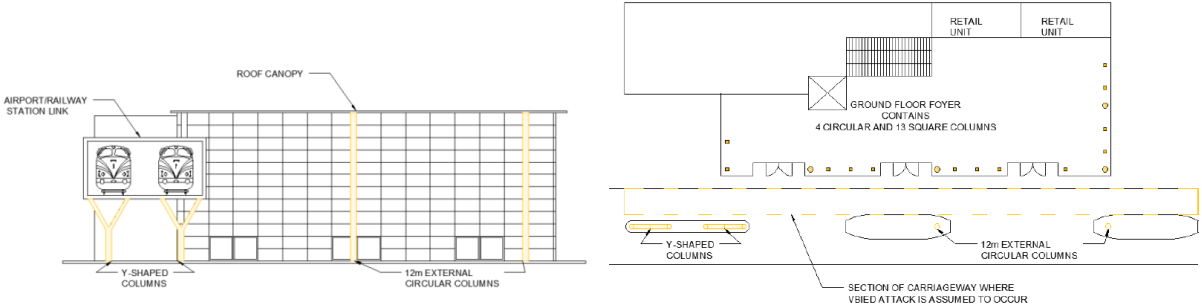 ROOF CANOPY
AIRPORT/RAILWAY
STATION LINK
Y-SHAPED
COLUMNS
12m EXTERNAL
CIRCULAR COLUMNS
RETAIL
UNIT
RETAIL
UNIT
GROUND FLOOR FOYER
CONTAINS
4 CIRCULAR AND 13 SQUARE COLUMNS
Y-SHAPED
COLUMNS
12m EXTERNAL
CIRCULAR COLUMNS
SECTION OF CARRIAGEWAY WHERE
VBIED ATTACK IS ASSUMED TO OCCUR